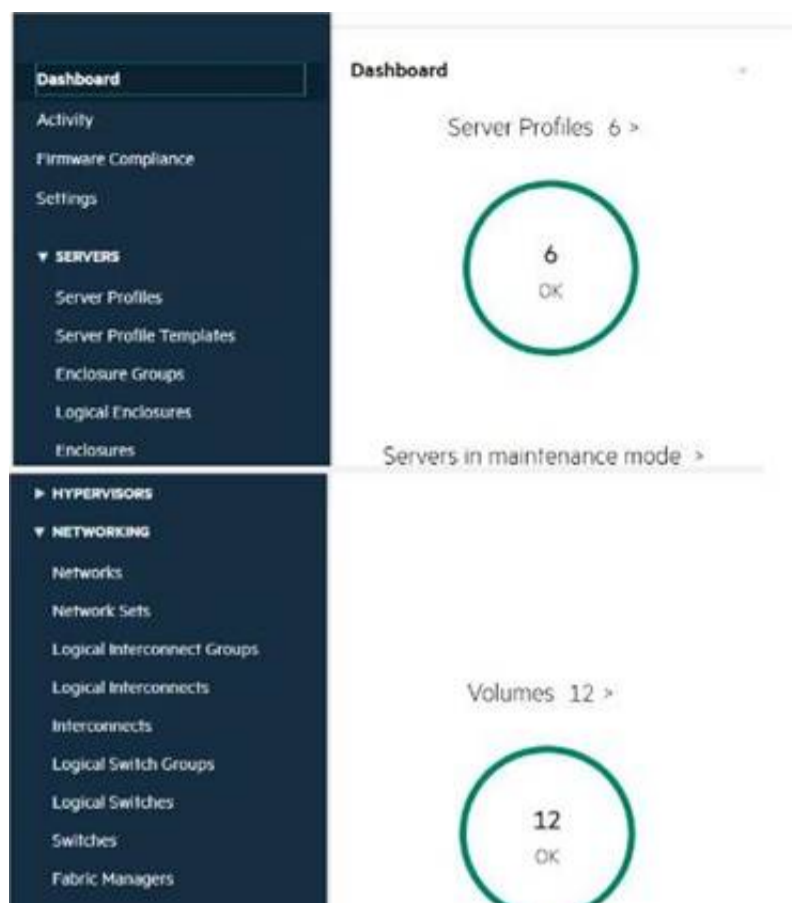 Dashboard
Activity
Firmware Compliance
Settings
▼ SERVERS
Server Profiles
Server Profile Templates
Enclosure Groups
Logical Enclosures
Enclosures
▶ HYPERVISORS
▼ NETWORKING
Networks
Network Sets
Logical Interconnect Groups
Logical Interconnects
Interconnects
Logical Switch Groups
Logical Switches
Switches
Fabric Managers
Dashboard
Server Profiles 6 >
6
OK
Servers in maintenance mode >
Volumes 12 >
12
OK